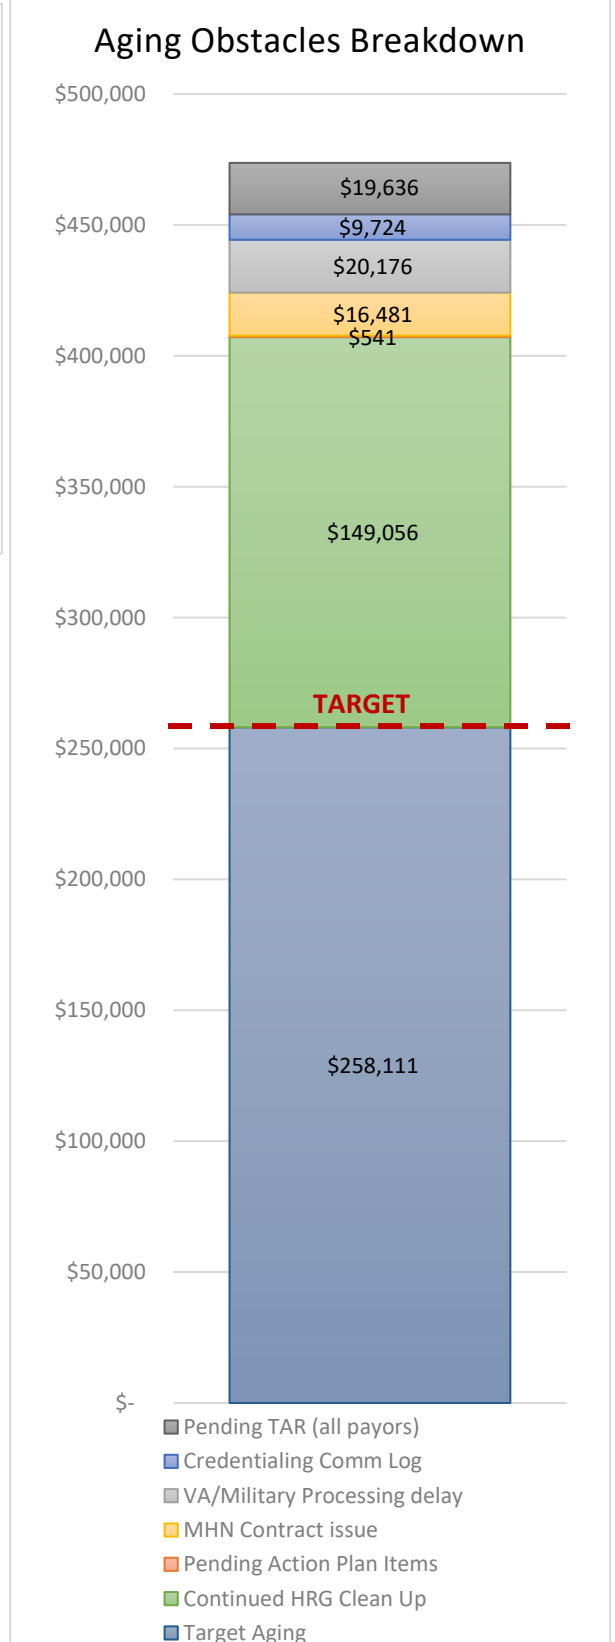 Aging Obstacles Breakdown
$500,000
$19,636
$450,000
$9,724
$20,176
$16,481
$541
$400,000
$350,000
$149,056
$300,000
TARGET
$250,000
$200,000
$150,000
$258,111
$100,000
$50,000
$-
Pending TAR (all payors)
Credentialing Comm Log
VA/Military Processing delay
MHN Contract issue
Pending Action Plan Items
Continued HRG Clean Up
Target Aging